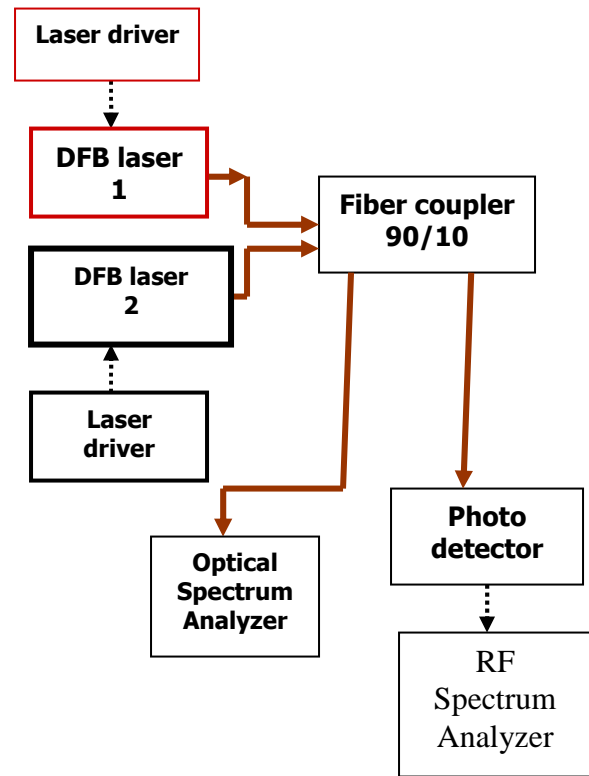 Laser driver
DFB laser
1
Fiber coupler
90/10
DFB laser
2
Laser
driver
Photo
detector
Optical
Spectrum
Analyzer
RF
Spectrum
Analyzer